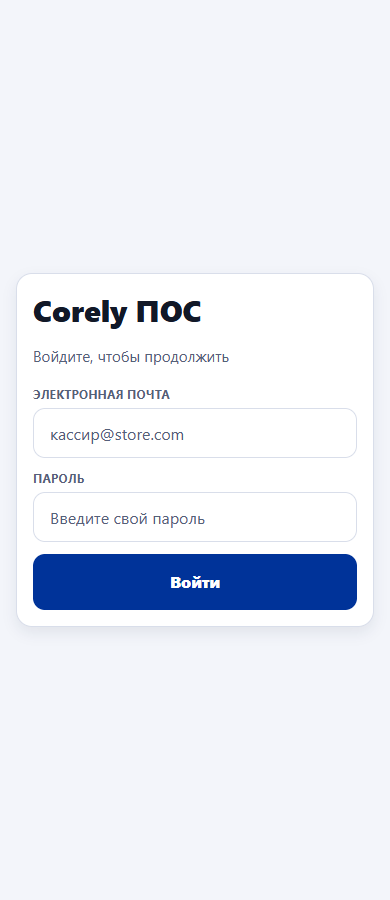 Corely ПОС
Войдите, чтобы продолжить
ЭЛЕКТРОННАЯ ПОЧТА
кассир@store.com
ПАРОЛЬ
Введите свой пароль
Войти